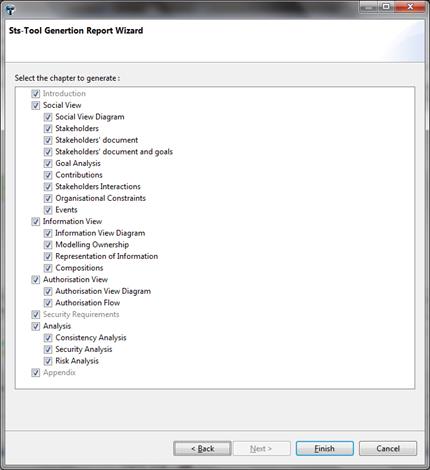 Sts-Tool Genertion Report Wizard
Select the chapter to generate :
Introduction
Social View
Social View Diagram
Stakeholders
Stakeholders' document
Stakeholders' document and goals
Goal Analysis
Contributions
Stakeholders Interactions
Organisational Constraints
Events
Information View
Information View Diagram
Modelling Ownership
Representation of Information
Compositions
Authorisation View
Authorisation View Diagram
Authorisation Flow
Security Requirements
Analysis
Consistency Analysis
Security Analysis
Risk Analysis
Appendix
< Back Next > Finish Cancel